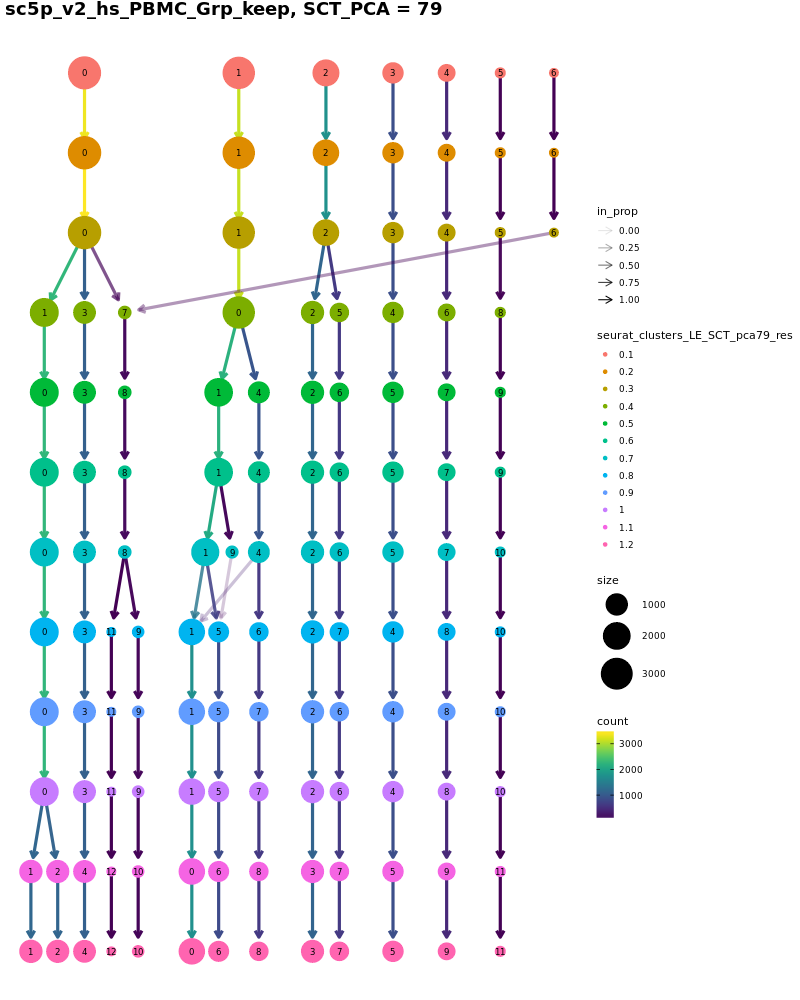 sc5p_v2_hs_PBMC_Grp_keep, SCT_PCA = 79
0 1 2 3 4 5 6
0 1 2 3 4 5 6
0 1 2 3 4 5 6
1 3 7 0 2 5 4 6 8
0 3 8 1 4 2 6 5 7 9
0 3 8 1 4 2 6 5 7 9
0 3 8 1 9 4 2 6 5 7 10
0 3 11 9 1 5 6 2 7 4 8 10
0 3 11 9 1 5 7 2 6 4 8 10
0 3 11 9 1 5 7 2 6 4 8 10
1 2 4 12 10 0 6 8 3 7 5 9 11
1 2 4 12 10 0 6 8 3 7 5 9 11
in_prop
0.00
0.25
0.50
0.75
1.00
seurat_clusters_LE_SCT_pca79_res
0.1
0.2
0.3
0.4
0.5
0.6
0.7
0.8
0.9
1
1.1
1.2
size
1000
2000
3000
count
3000
2000
1000